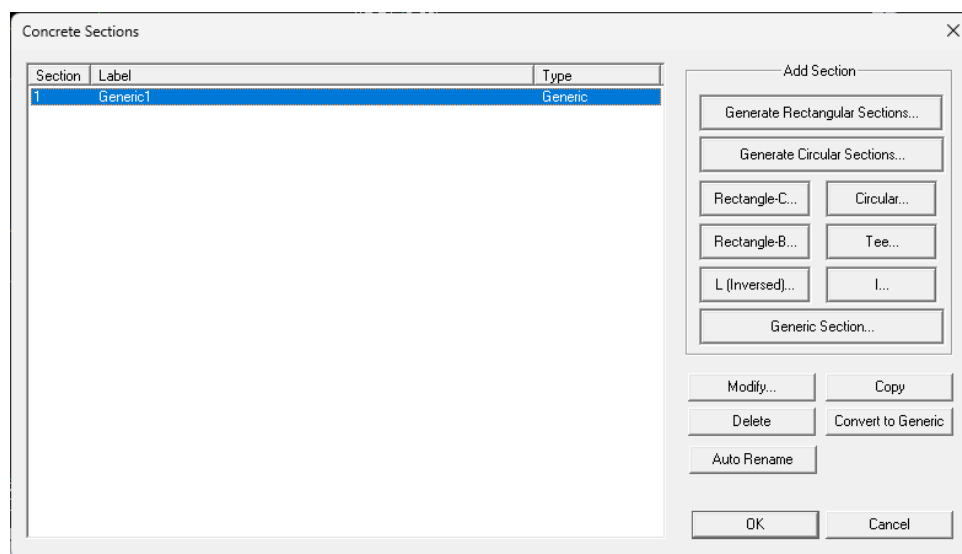 Concrete Sections
Section Label Type
1 Generic1 Generic
Add Section
Generate Rectangular Sections...
Generate Circular Sections...
Rectangle-C... Circular...
Rectangle-B... Tee...
L (Inversed)... I...
Generic Section...
Modify... Copy
Delete Convert to Generic
Auto Rename
OK Cancel